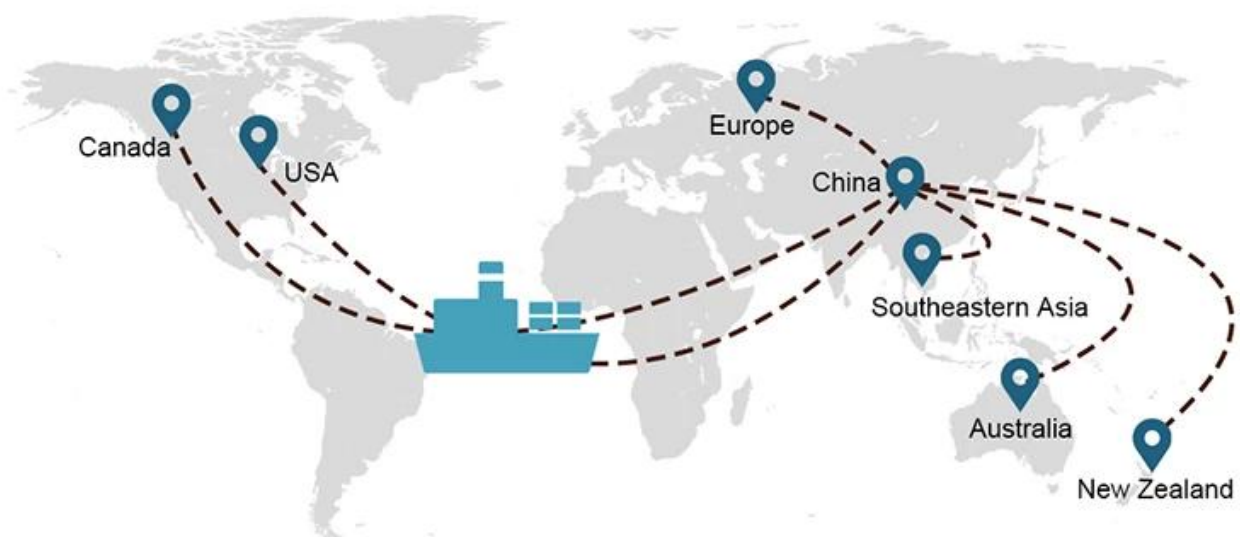 Canada
USA
Europe
China
Southeastern Asia
Australia
New Zealand